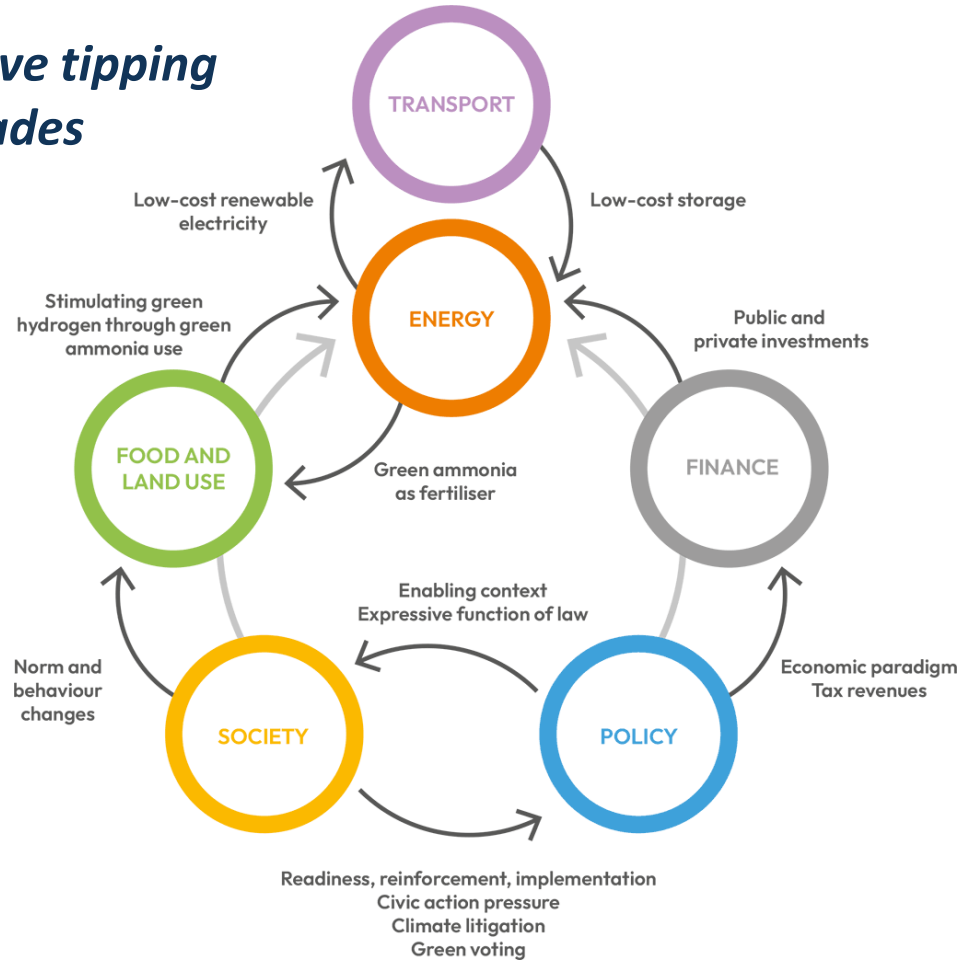 ve tipping
ades
TRANSPORT
Low-cost renewable
electricity
Low-cost storage
Stimulating green
hydrogen through green
ammonia use
ENERGY
Public and
private investments
FOOD AND
LAND USE
Green ammonia
as fertiliser
FINANCE
Enabling context
Expressive function of law
Norm and
behaviour
changes
Economic paradigm
Tax revenues
SOCIETY
POLICY
Readiness, reinforcement, implementation
Civic action pressure
Climate litigation
Green voting